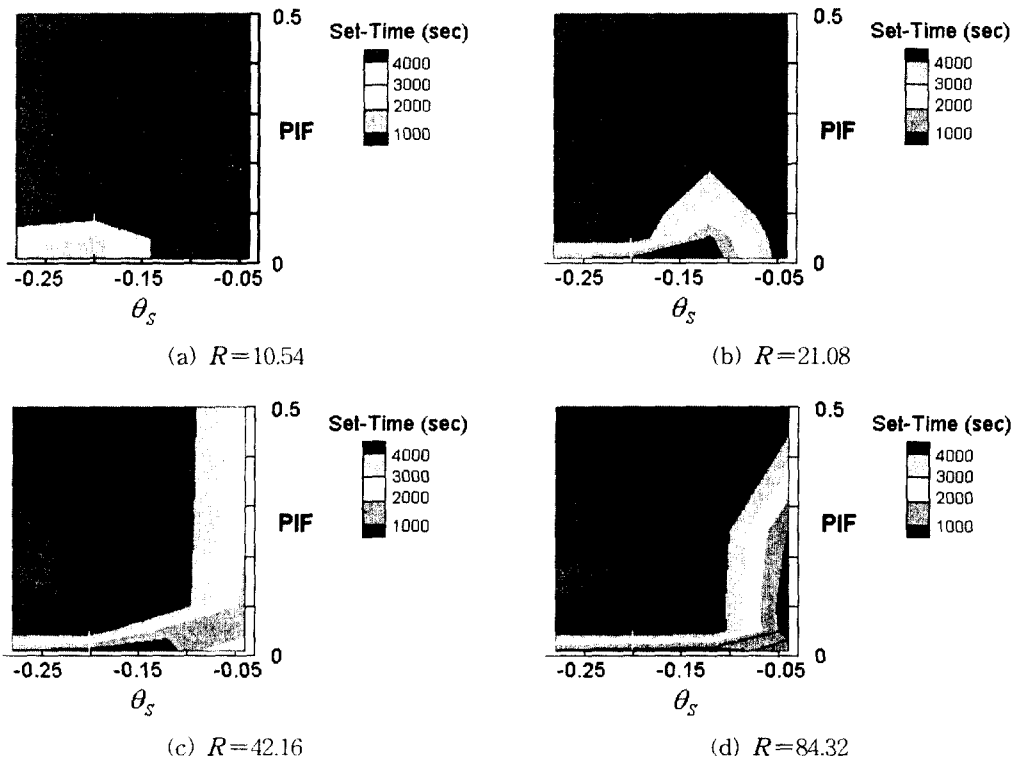 0.5
Set-Time (sec)
4000
3000
2000
1000
PIF
0
-0.25 -0.15 -0.05
θs
(a) R=10.54
0.5
Set-Time (sec)
4000
3000
2000
1000
PIF
0
-0.25 -0.15 -0.05
θs
(b) R=21.08
0.5
Set-Time (sec)
4000
3000
2000
1000
PIF
0
-0.25 -0.15 -0.05
θs
(c) R=42.16
0.5
Set-Time (sec)
4000
3000
2000
1000
PIF
0
-0.25 -0.15 -0.05
θs
(d) R=84.32